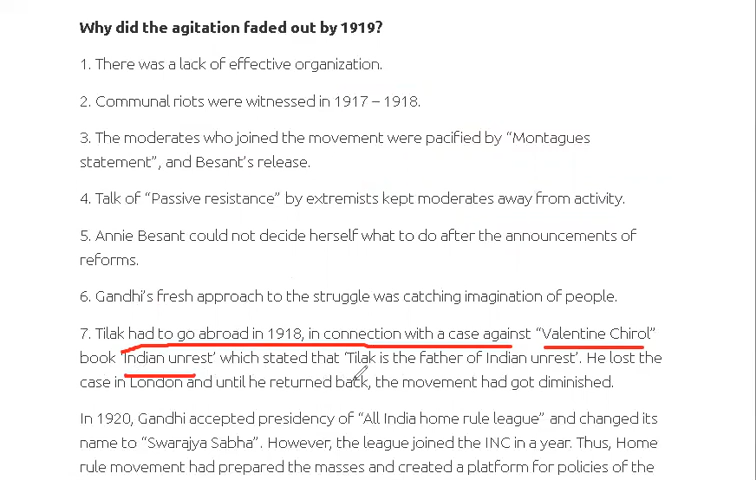 Why did the agitation faded out by 1919?
1. There was a lack of effective organization.
2. Communal riots were witnessed in 1917 – 1918.
3. The moderates who joined the movement were pacified by “Montagues
statement”, and Besant’s release.
4. Talk of “Passive resistance” by extremists kept moderates away from activity.
5. Annie Besant could not decide herself what to do after the announcements of
reforms.
6. Gandhi’s fresh approach to the struggle was catching imagination of people.
7. Tilak had to go abroad in 1918, in connection with a case against “Valentine Chirol”
book ‘Indian unrest’ which stated that ‘Tilak is the father of Indian unrest’. He lost the
case in London and until he returned back, the movement had got diminished.
In 1920, Gandhi accepted presidency of “All India home rule league” and changed its
name to “Swarajya Sabha”. However, the league joined the INC in a year. Thus, Home
rule movement had prepared the masses and created a platform for policies of the